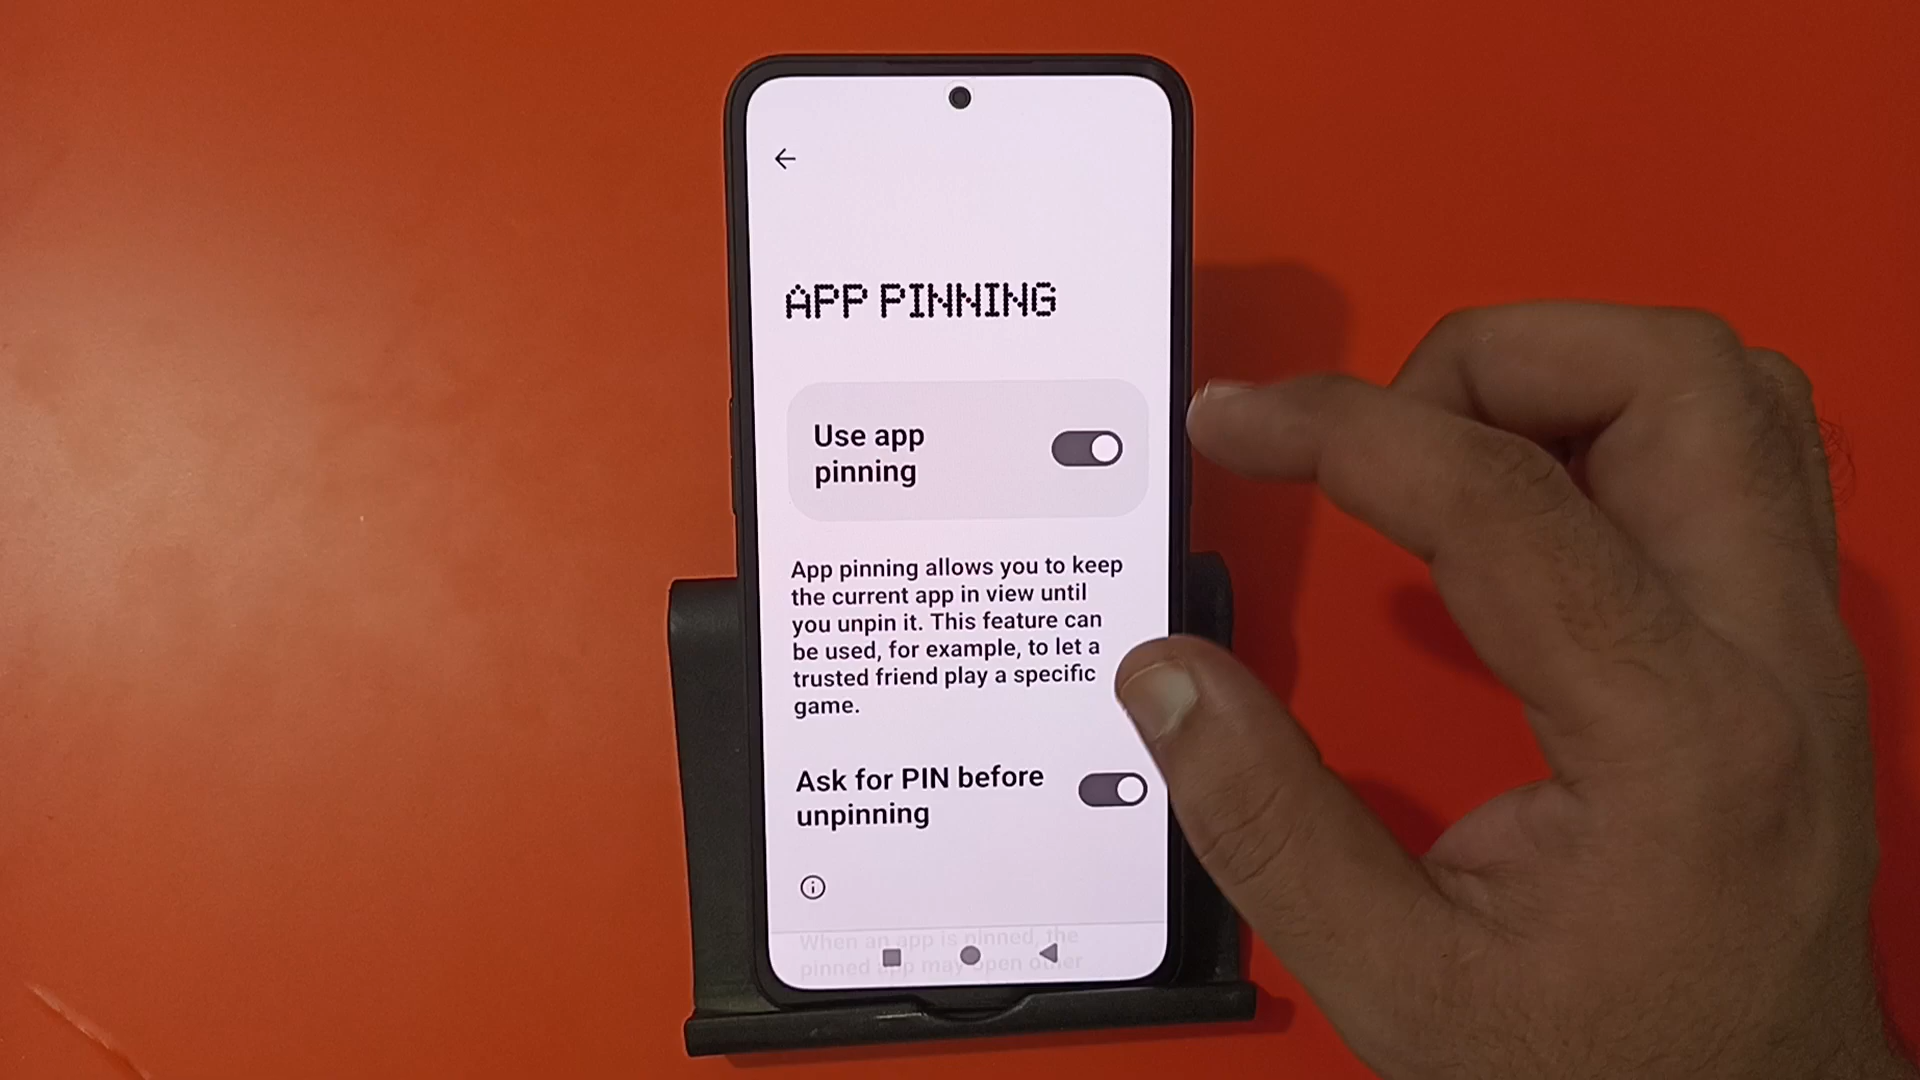 APP PINNING
Use app
pinning
App pinning allows you to keep
the current app in view until
you unpin it. This feature can
be used, for example, to let a
trusted friend play a specific
game.
Ask for PIN before
unpinning
When an app is pinned, the
pinned app may open other